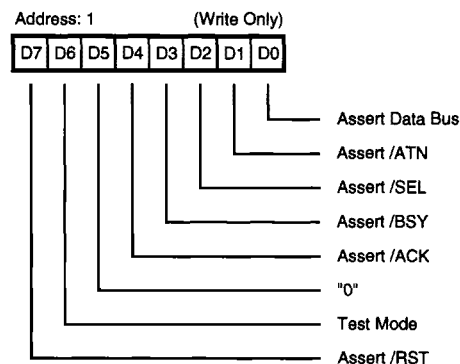 Address: 1 (Write Only)
D7 D6 D5 D4 D3 D2 D1 D0
Assert Data Bus
Assert /ATN
Assert /SEL
Assert /BSY
Assert /ACK
"0"
Test Mode
Assert /RST